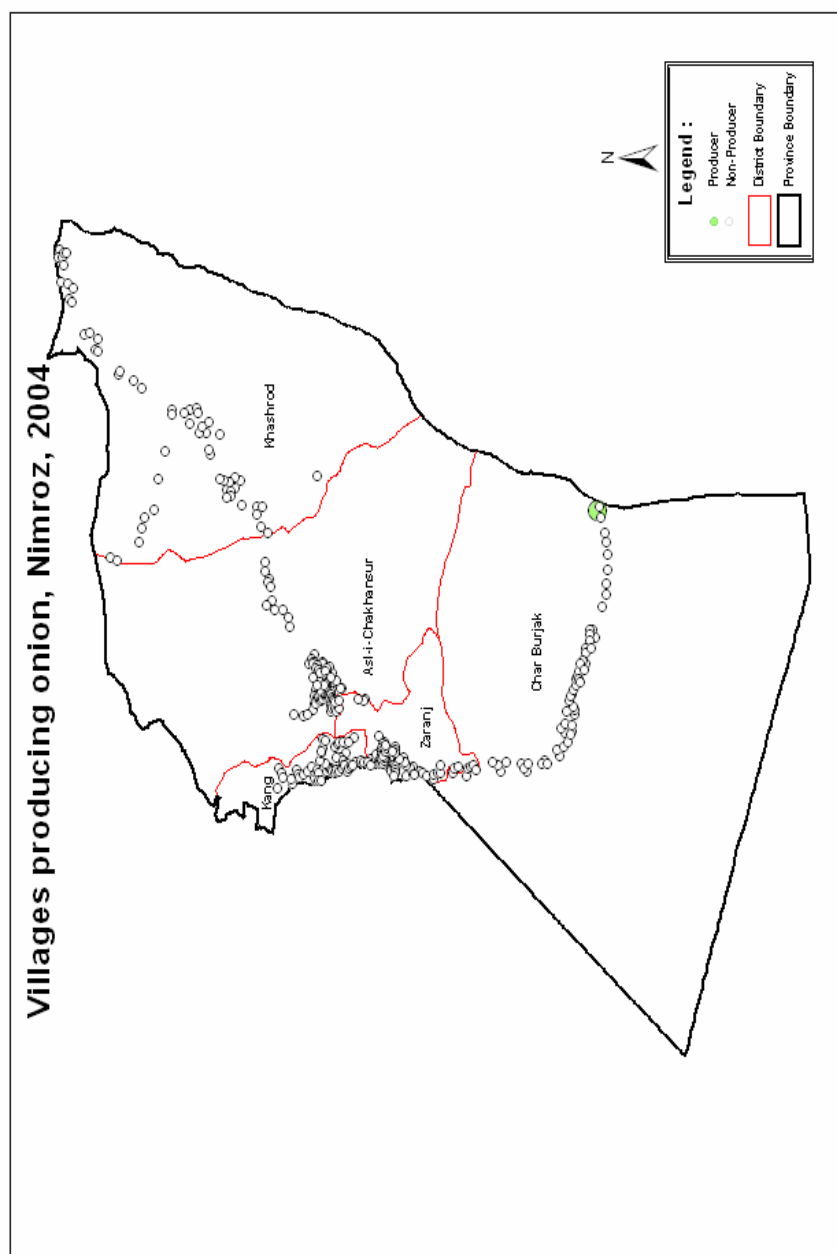 Villages producing onion, Nimroz, 2004
N
Legend :
Producer
Non-Producer
District Boundary
Province Boundary
Khashrod
Asl-i-Chakhansur
Kang
Zaranj
Char Burjak